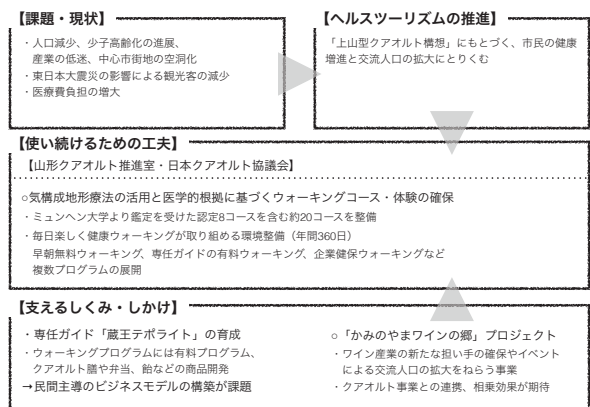 【課題・現状】
・人口減少、少子高齢化の進展、
産業の低迷、中心市街地の空洞化
・東日本大震災の影響による観光客の減少
・医療費負担の増大
【ヘルスツーリズムの推進】
「上山型クアオルト構想」にもとづく、市民の健康
増進と交流人口の拡大にとりくむ
【使い続けるための工夫】
【山形クアオルト推進室・日本クアオルト協議会】
○気構成地形療法の活用と医学的根拠に基づくウォーキングコース・体験の確保
・ミュンヘン大学より鑑定を受けた認定8コースを含む約20コースを整備
・毎日楽しく健康ウォーキングが取り組める環境整備（年間360日）
早朝無料ウォーキング、専任ガイドの有料ウォーキング、企業健保ウォーキングなど
複数プログラムの展開
【支えるしくみ・しかけ】
・専任ガイド「蔵王テポライト」の育成
・ウォーキングプログラムには有料プログラム、
クアオルト膳や弁当、飴などの商品開発
→民間主導のビジネスモデルの構築が課題
○「かみのやまワインの郷」プロジェクト
・ワイン産業の新たな担い手の確保やイベント
による交流人口の拡大をねらう事業
・クアオルト事業との連携、相乗効果が期待